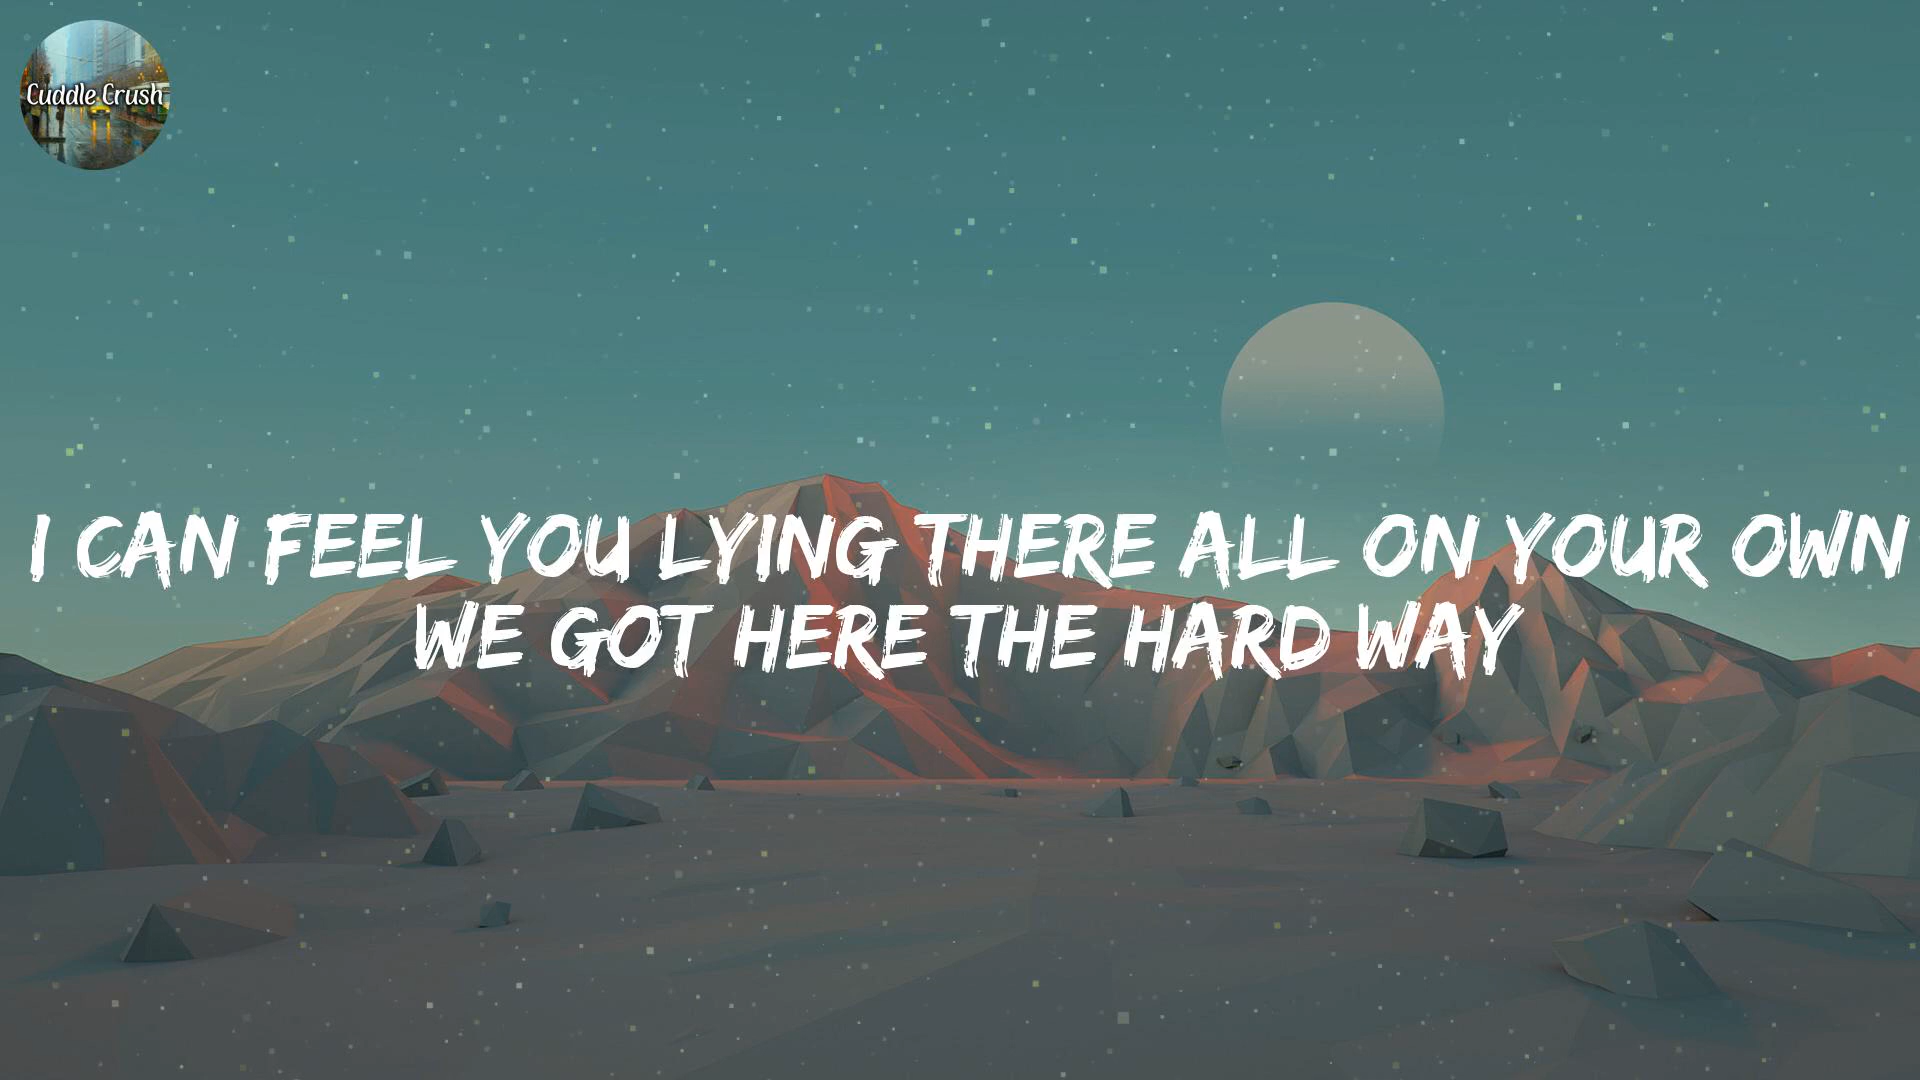 Cuddle Crush
I CAN FEEL YOU LYING THERE ALL ON YOUR OWN
WE GOT HERE THE HARD WAY